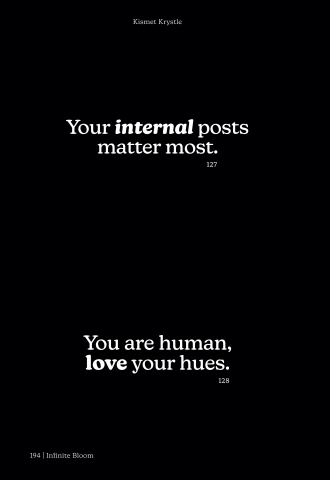 Kismet Krystle
Your internal posts
matter most.
127
You are human,
love your hues.
128
194 | Infinite Bloom